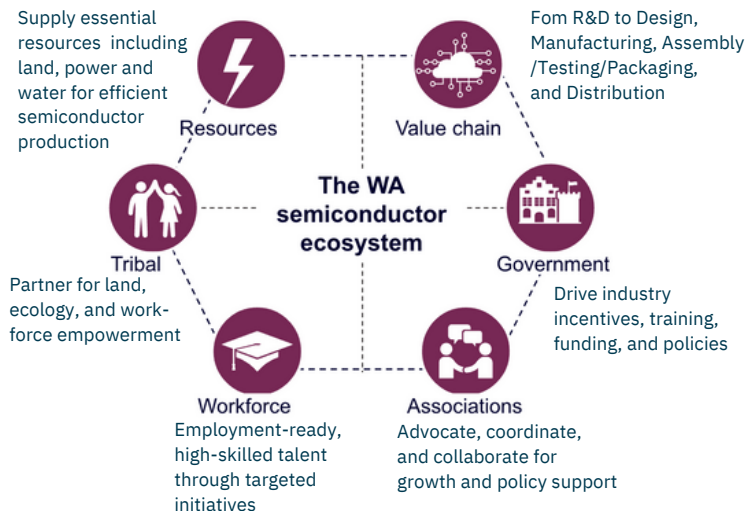 Supply essential
resources including
land, power and
water for efficient
semiconductor
production
Resources
Fom R&D to Design,
Manufacturing, Assembly
/Testing/Packaging,
and Distribution
Value chain
The WA
semiconductor
ecosystem
Tribal
Partner for land,
ecology, and work-
force empowerment
Government
Drive industry
incentives, training,
funding, and policies
Workforce
Employment-ready,
high-skilled talent
through targeted
initiatives
Associations
Advocate, coordinate,
and collaborate for
growth and policy support